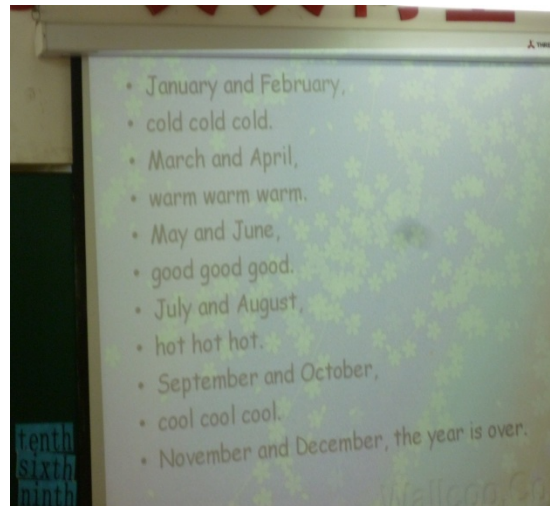 • January and February,
• cold cold cold.
• March and April,
• warm warm warm.
• May and June,
• good good good.
• July and August,
• hot hot hot.
• September and October,
• cool cool cool.
• November and December, the year is over.
tenth
sixth
ninth